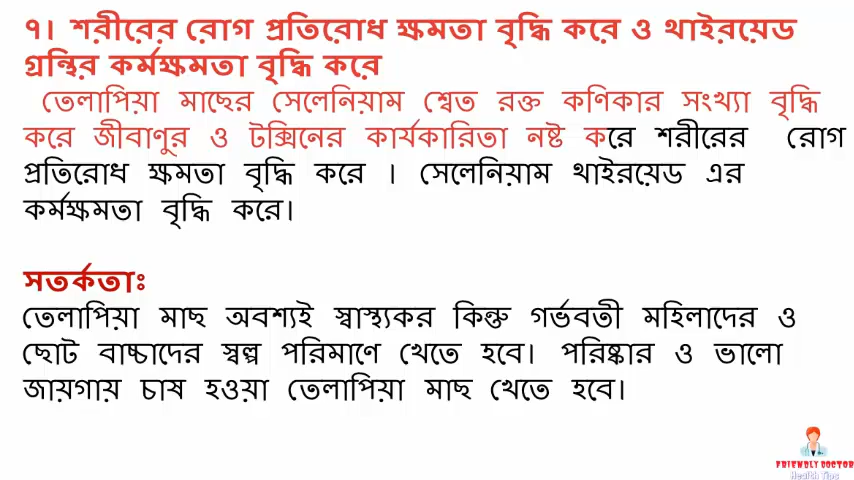 ৭। শরীরের রোগ প্রতিরোধ ক্ষমতা বৃদ্ধি করে ও থাইরয়েড
গ্রন্থির কর্মক্ষমতা বৃদ্ধি করে
তেলাপিয়া মাছের সেলেনিয়াম শ্বেত রক্ত কণিকার সংখ্যা বৃদ্ধি
করে জীবাণুর ও টক্সিনের কার্যকারিতা নষ্ট করে শরীরের রোগ
প্রতিরোধ ক্ষমতা বৃদ্ধি করে । সেলেনিয়াম থাইরয়েড এর
কর্মক্ষমতা বৃদ্ধি করে।
সতর্কতাঃ
তেলাপিয়া মাছ অবশ্যই স্বাস্থ্যকর কিন্তু গর্ভবতী মহিলাদের ও
ছোট বাচ্চাদের স্বল্প পরিমাণে খেতে হবে। পরিষ্কার ও ভালো
জায়গায় চাষ হওয়া তেলাপিয়া মাছ খেতে হবে।
FRIENDLY DOCTOR
Health Tips